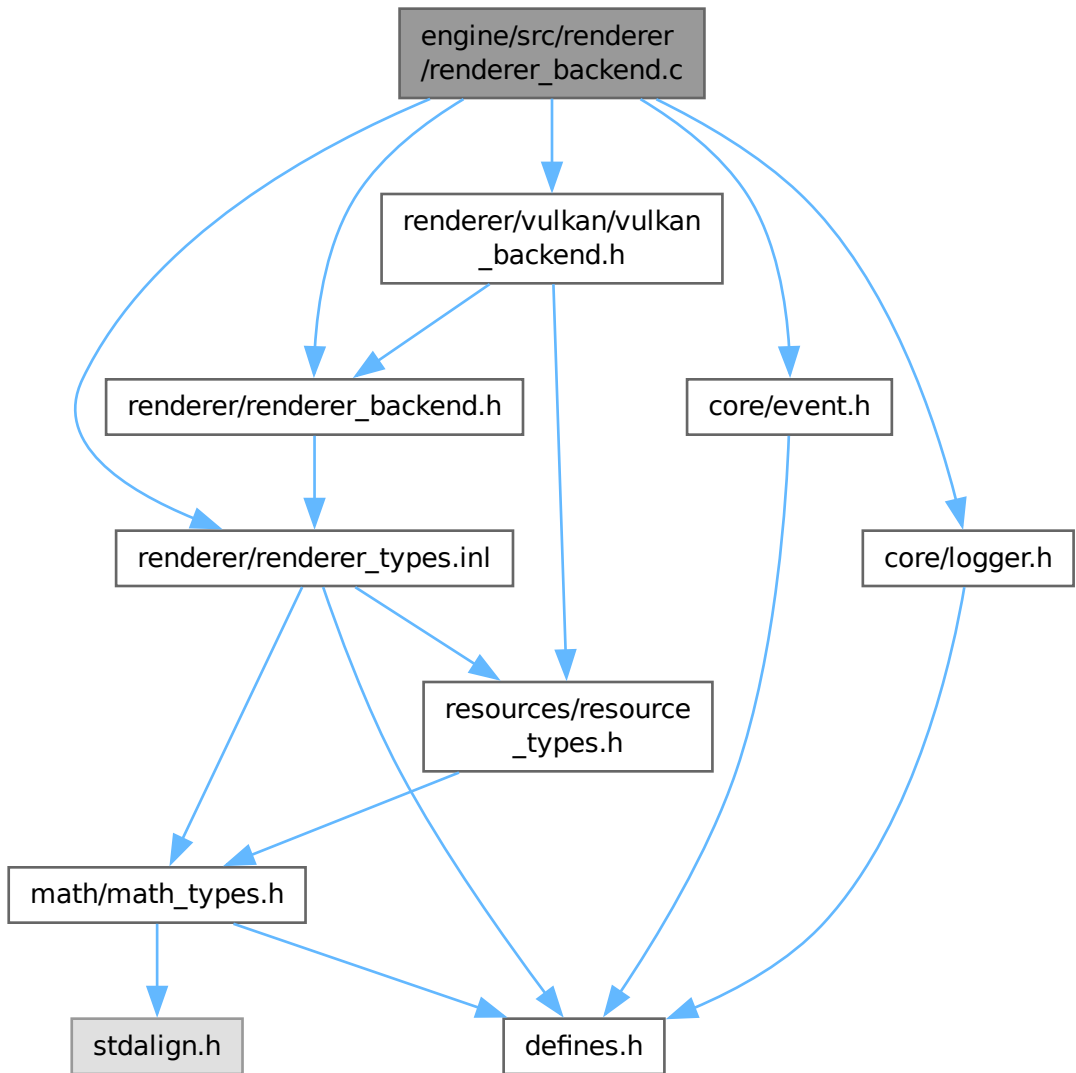 engine/src/renderer
/renderer_backend.c
renderer/vulkan/vulkan
_backend.h
renderer/renderer_backend.h
core/event.h
renderer/renderer_types.inl
core/logger.h
resources/resource
_types.h
math/math_types.h
stdalign.h
defines.h